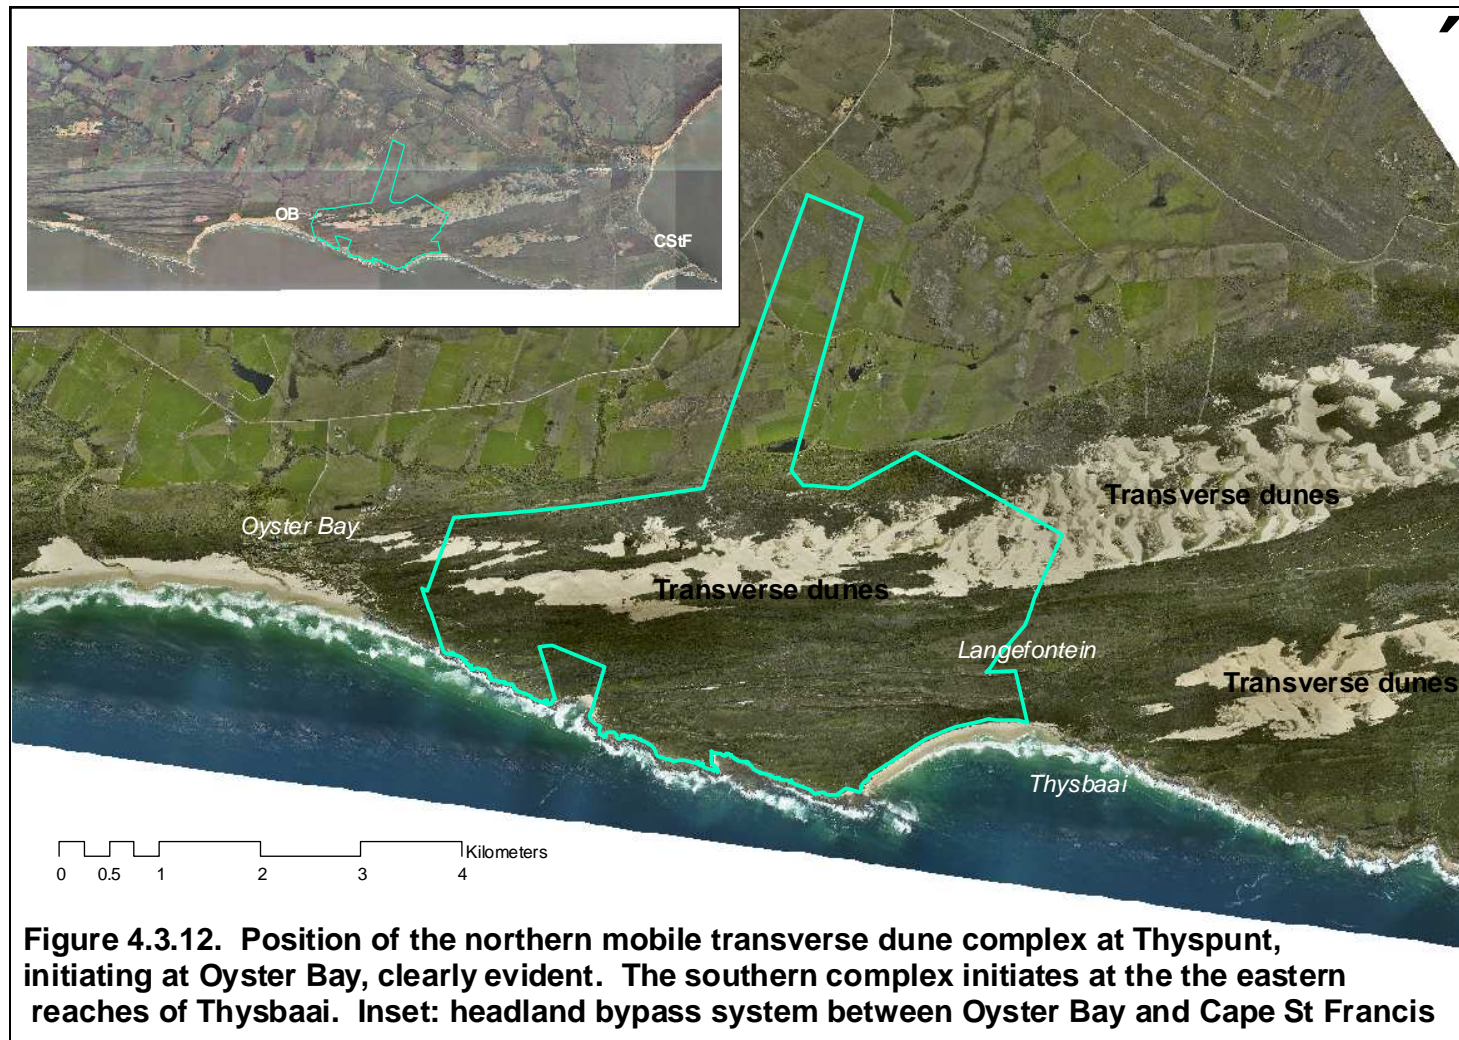 OB
CStF
Transverse dunes
Oyster Bay
Transverse dunes
Langefontein
Transverse dunes
Thysbaai
Kilometers
0 0.5 1 2 3 4
Figure 4.3.12. Position of the northern mobile transverse dune complex at Thyspunt,
initiating at Oyster Bay, clearly evident. The southern complex initiates at the the eastern
reaches of Thysbaai. Inset: headland bypass system between Oyster Bay and Cape St Francis